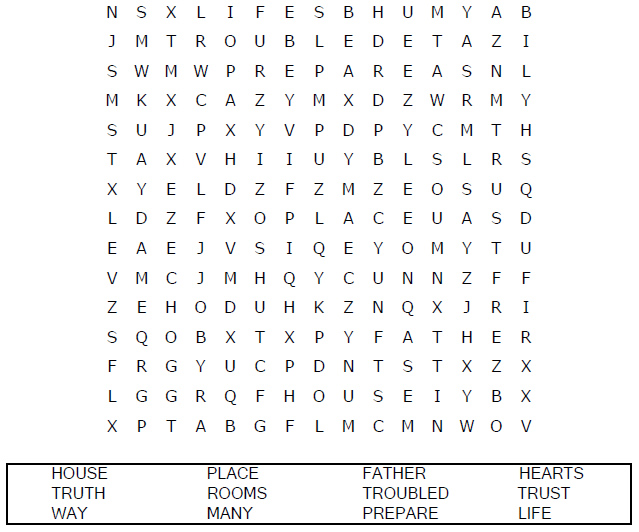 N S X L I F E S B H U M Y A B
J M T R O U B L E D E T A Z I
S W M W P R E P A R E A S N L
M K X C A Z Y M X D Z W R M Y
S U J P X Y V P D P Y C M T H
T A X V H I I U Y B L S L R S
X Y E L D Z F Z M Z E O S U Q
L D Z F X O P L A C E U A S D
E A E J V S I Q E Y O M Y T U
V M C J M H Q Y C U N N Z F F
Z E H O D U H K Z N Q X J R I
S Q O B X T X P Y F A T H E R
F R G Y U C P D N T S T X Z X
L G G R Q F H O U S E I Y B X
X P T A B G F L M C M N W O V
HOUSE PLACE FATHER HEARTS
TRUTH ROOMS TROUBLED TRUST
WAY MANY PREPARE LIFE